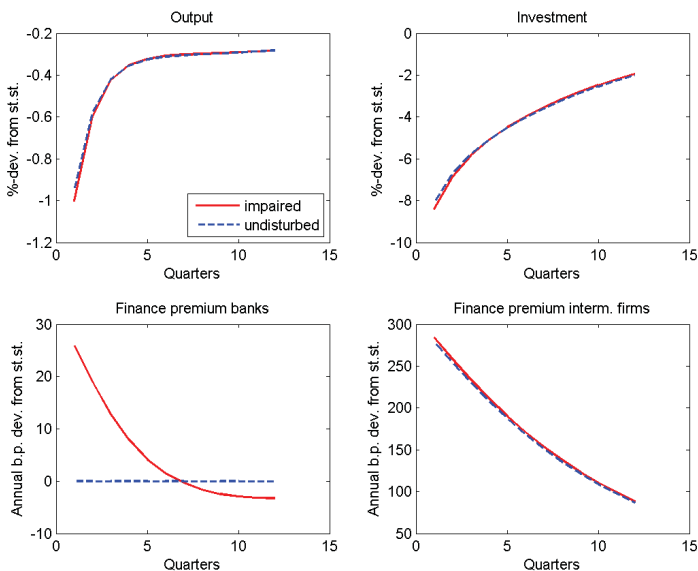 Output
%-dev. from st.st.
-0.2
-0.4
-0.6
-0.8
-1
-1.2
0 5 10 15
Quarters
impaired
undisturbed
Investment
%-dev. from st.st.
0
-2
-4
-6
-8
-10
0 5 10 15
Quarters
Finance premium banks
Annual b.p. dev. from st.st.
30
20
10
0
-10
0 5 10 15
Quarters
Finance premium interm. firms
Annual b.p. dev. from st.st.
300
250
200
150
100
50
0 5 10 15
Quarters